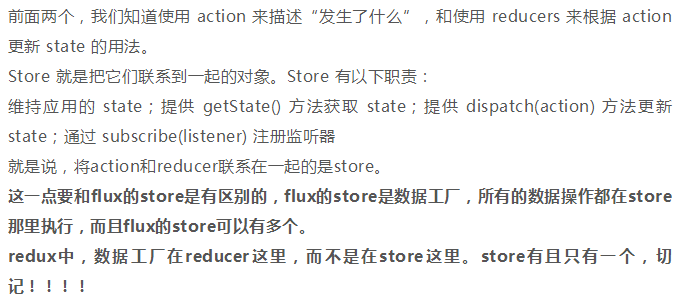 前面两个，我们知道使用 action 来描述“发生了什么”，和使用 reducers 来根据 action
更新 state 的用法。
Store 就是把它们联系到一起的对象。Store 有以下职责：
维持应用的 state；提供 getState() 方法获取 state；提供 dispatch(action) 方法更新
state；通过 subscribe(listener) 注册监听器
就是说，将action和reducer联系在一起的是store。
这一点要和flux的store是有区别的，flux的store是数据工厂，所有的数据操作都在store
那里执行，而且flux的store可以有多个。
redux中，数据工厂在reducer这里，而不是在store这里。store有且只有一个，切
记！！！！